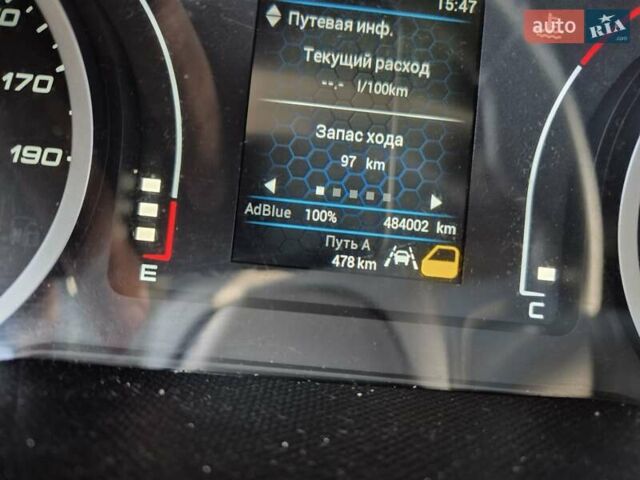 15:47
auto RIA
.com
Путевая инф.
Текущий расход
--.- l/100km
170
Запас хода
97 km
190
AdBlue 100% 484002 km
Путь A
478 km
E
C